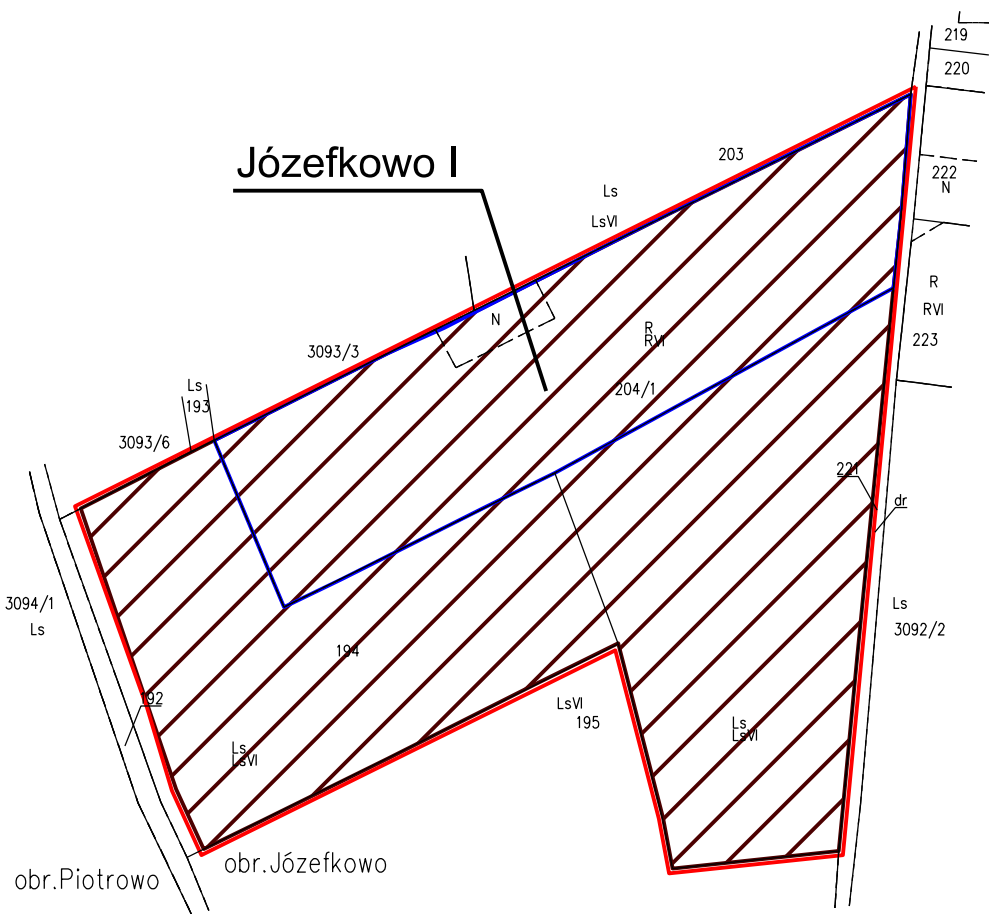 219
220
203
Józefkowo I
222
N
Ls
LsVI
R
RVI
N
R
RVI
223
3093/3
204/1
Ls
193
3093/6
221
dr
3094/1
Ls
Ls
3092/2
194
192
LsVI
195
Ls
LsVI
Ls
LsVI
obr.Józefkowo
obr.Piotrowo